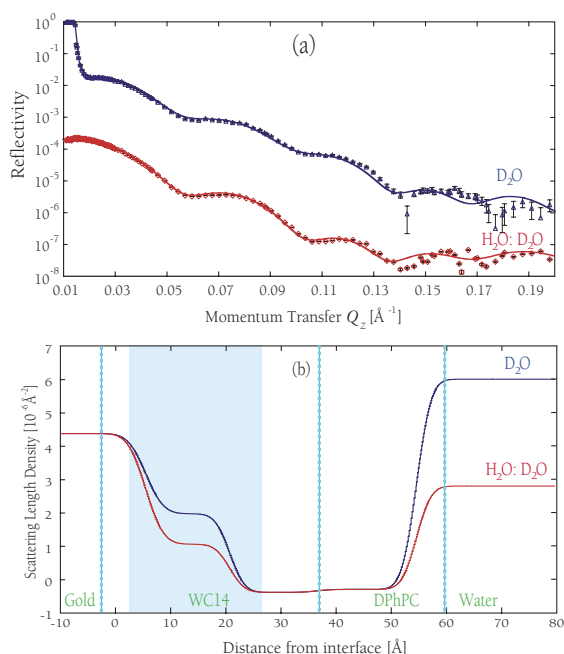 (a)
10^0
10^-1
10^-2
10^-3
10^-4
10^-5
10^-6
10^-7
10^-8
Reflectivity
D₂O
H₂O: D₂O
0.01 0.03 0.05 0.07 0.09 0.11 0.13 0.15 0.17 0.19
Momentum Transfer Q_z [Å^-1]
(b)
7
6
5
4
3
2
1
0
-1
Scattering Length Density [10^-6 Å^-2]
D₂O
H₂O: D₂O
Gold WC14 DPhPC Water
-10 0 10 20 30 40 50 60 70 80
Distance from interface [Å]